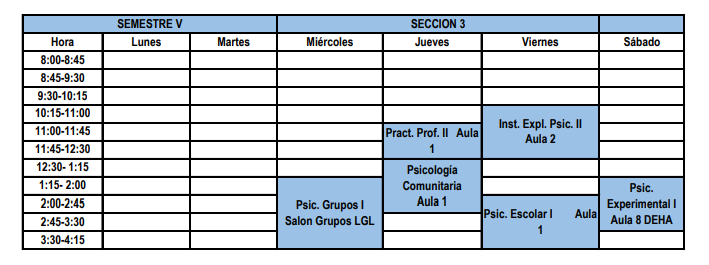 SEMESTRE V SECCION 3
Hora Lunes Martes Miércoles Jueves Viernes Sábado
8:00-8:45
8:45-9:30
9:30-10:15
10:15-11:00
Inst. Expl. Psic. II
Aula 2
11:00-11:45
Pract. Prof. II Aula
1
11:45-12:30
12:30- 1:15
Psicología
Comunitaria
Aula 1
1:15- 2:00
Psic.
Experimental I
Aula 8 DEHA
2:00-2:45
Psic. Grupos I
Salon Grupos LGL
Psic. Escolar I Aula
1
2:45-3:30
3:30-4:15